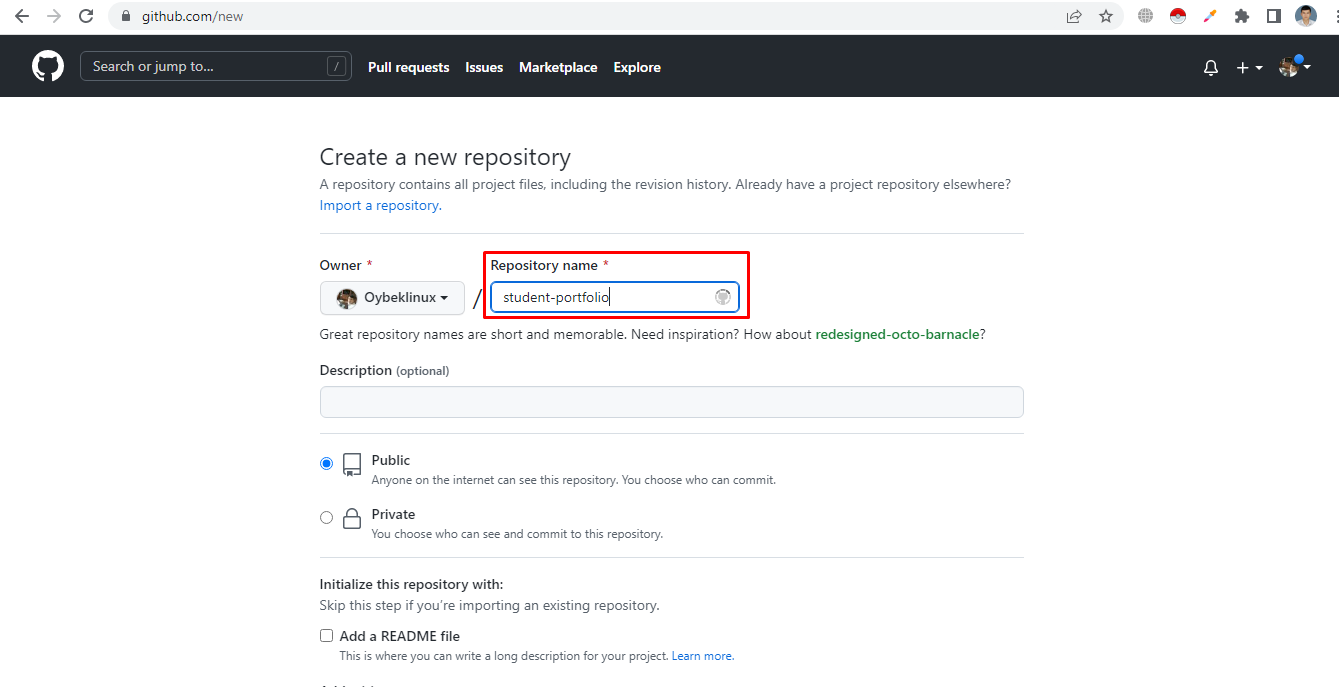 github.com/new
Search or jump to... /
Pull requests Issues Marketplace Explore
Create a new repository
A repository contains all project files, including the revision history. Already have a project repository elsewhere?
Import a repository.
Owner * Repository name *
Oybeklinux / student-portfolio
Great repository names are short and memorable. Need inspiration? How about redesigned-octo-barnacle?
Description (optional)
Public
Anyone on the internet can see this repository. You choose who can commit.
Private
You choose who can see and commit to this repository.
Initialize this repository with:
Skip this step if you're importing an existing repository.
Add a README file
This is where you can write a long description for your project. Learn more.